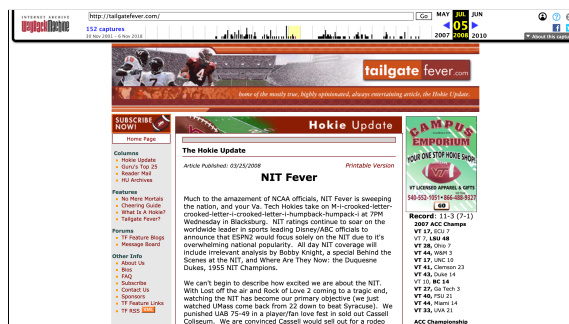 INTERNET ARCHIVE
WayBackMachine
http://tailgatefever.com/
Go
MAY JUL JUN
152 captures
05
30 Nov 2001 – 6 Nov 2018
2007 2008 2010
About this captu
tailgate fever.com
home of the mostly true, highly opinionated, always entertaining article, the Hokie Update.
SUBSCRIBE
NOW!
Home Page
Columns
Hokie Update
Guru's Top 25
Reader Mail
HU Archives
Features
No Mere Mortals
Cheering Guide
What Is A Hokie?
Tailgate Fever?
Forums
TF Feature Blogs
Message Board
Other Info
About Us
Bios
FAQ
Subscribe
Contact Us
Sponsors
TF Feature Links
TF RSS XML
Hokie Update
The Hokie Update
Article Published: 03/25/2008
Printable Version
NIT Fever
Much to the amazement of NCAA officials, NIT Fever is sweeping
the nation, and your Va. Tech Hokies take on M-i-crooked-letter-
crooked-letter-i-crooked-letter-i-humpback-humpack-i at 7PM
Wednesday in Blacksburg. NIT ratings continue to soar on the
worldwide leader in sports leading Disney/ABC officials to
announce that ESPN2 would focus solely on the NIT due to it's
overwhelming national popularity. All day NIT coverage will
include irrelevant analysis by Bobby Knight, a special Behind the
Scenes at the NIT, and Where Are They Now: the Duquesne
Dukes, 1955 NIT Champions.
We can't begin to describe how excited we are about the NIT.
With Lost off the air and Rock of Love 2 coming to a tragic end,
watching the NIT has become our primary objective (we just
watched UMass come back from 22 down to beat Syracuse). We
punished UAB 75-49 in a player/fan love fest in sold out Cassell
Coliseum. We are convinced Cassell would sell out for a rodeo
CAMPUS
EMPORIUM
YOUR ONE STOP HOKIE SHOP
VT LICENSED APPAREL & GIFTS
540-552-1051 • 866-488-9327
GO
Record: 11-3 (7-1)
2007 ACC Champs
VT 17, ECU 7
VT 7, LSU 48
VT 28, Ohio 7
VT 44, W&M 3
VT 17, UNC 10
VT 41, Clemson 23
VT 43, Duke 14
VT 10, BC 14
VT 27, Ga Tech 3
VT 40, FSU 21
VT 44, Miami 14
VT 33, UVA 21
ACC Championship